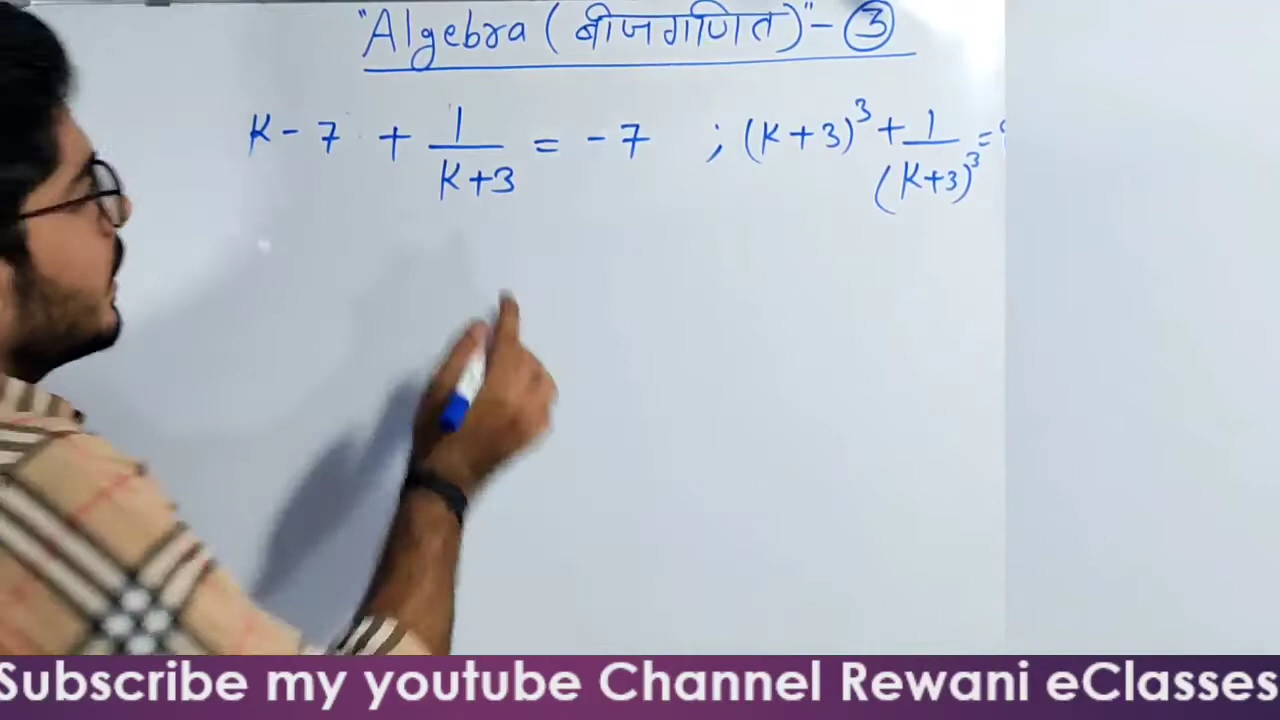 "Algebra ( बीजगणित )" - ③
K - 7 + 1/(K+3) = - 7 ; (K+3)³ + 1/(K+3)³ =
Subscribe my youtube Channel Rewani eClasses